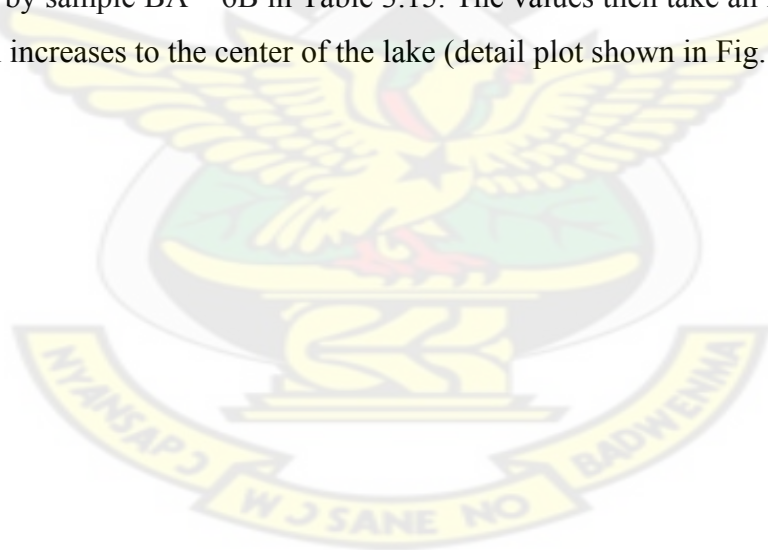 by sample BA – 6B in Table 3.15. The values then take an
increases to the center of the lake (detail plot shown in Fig.
NYANSAPƆ WƆSANE NO BADWENMA